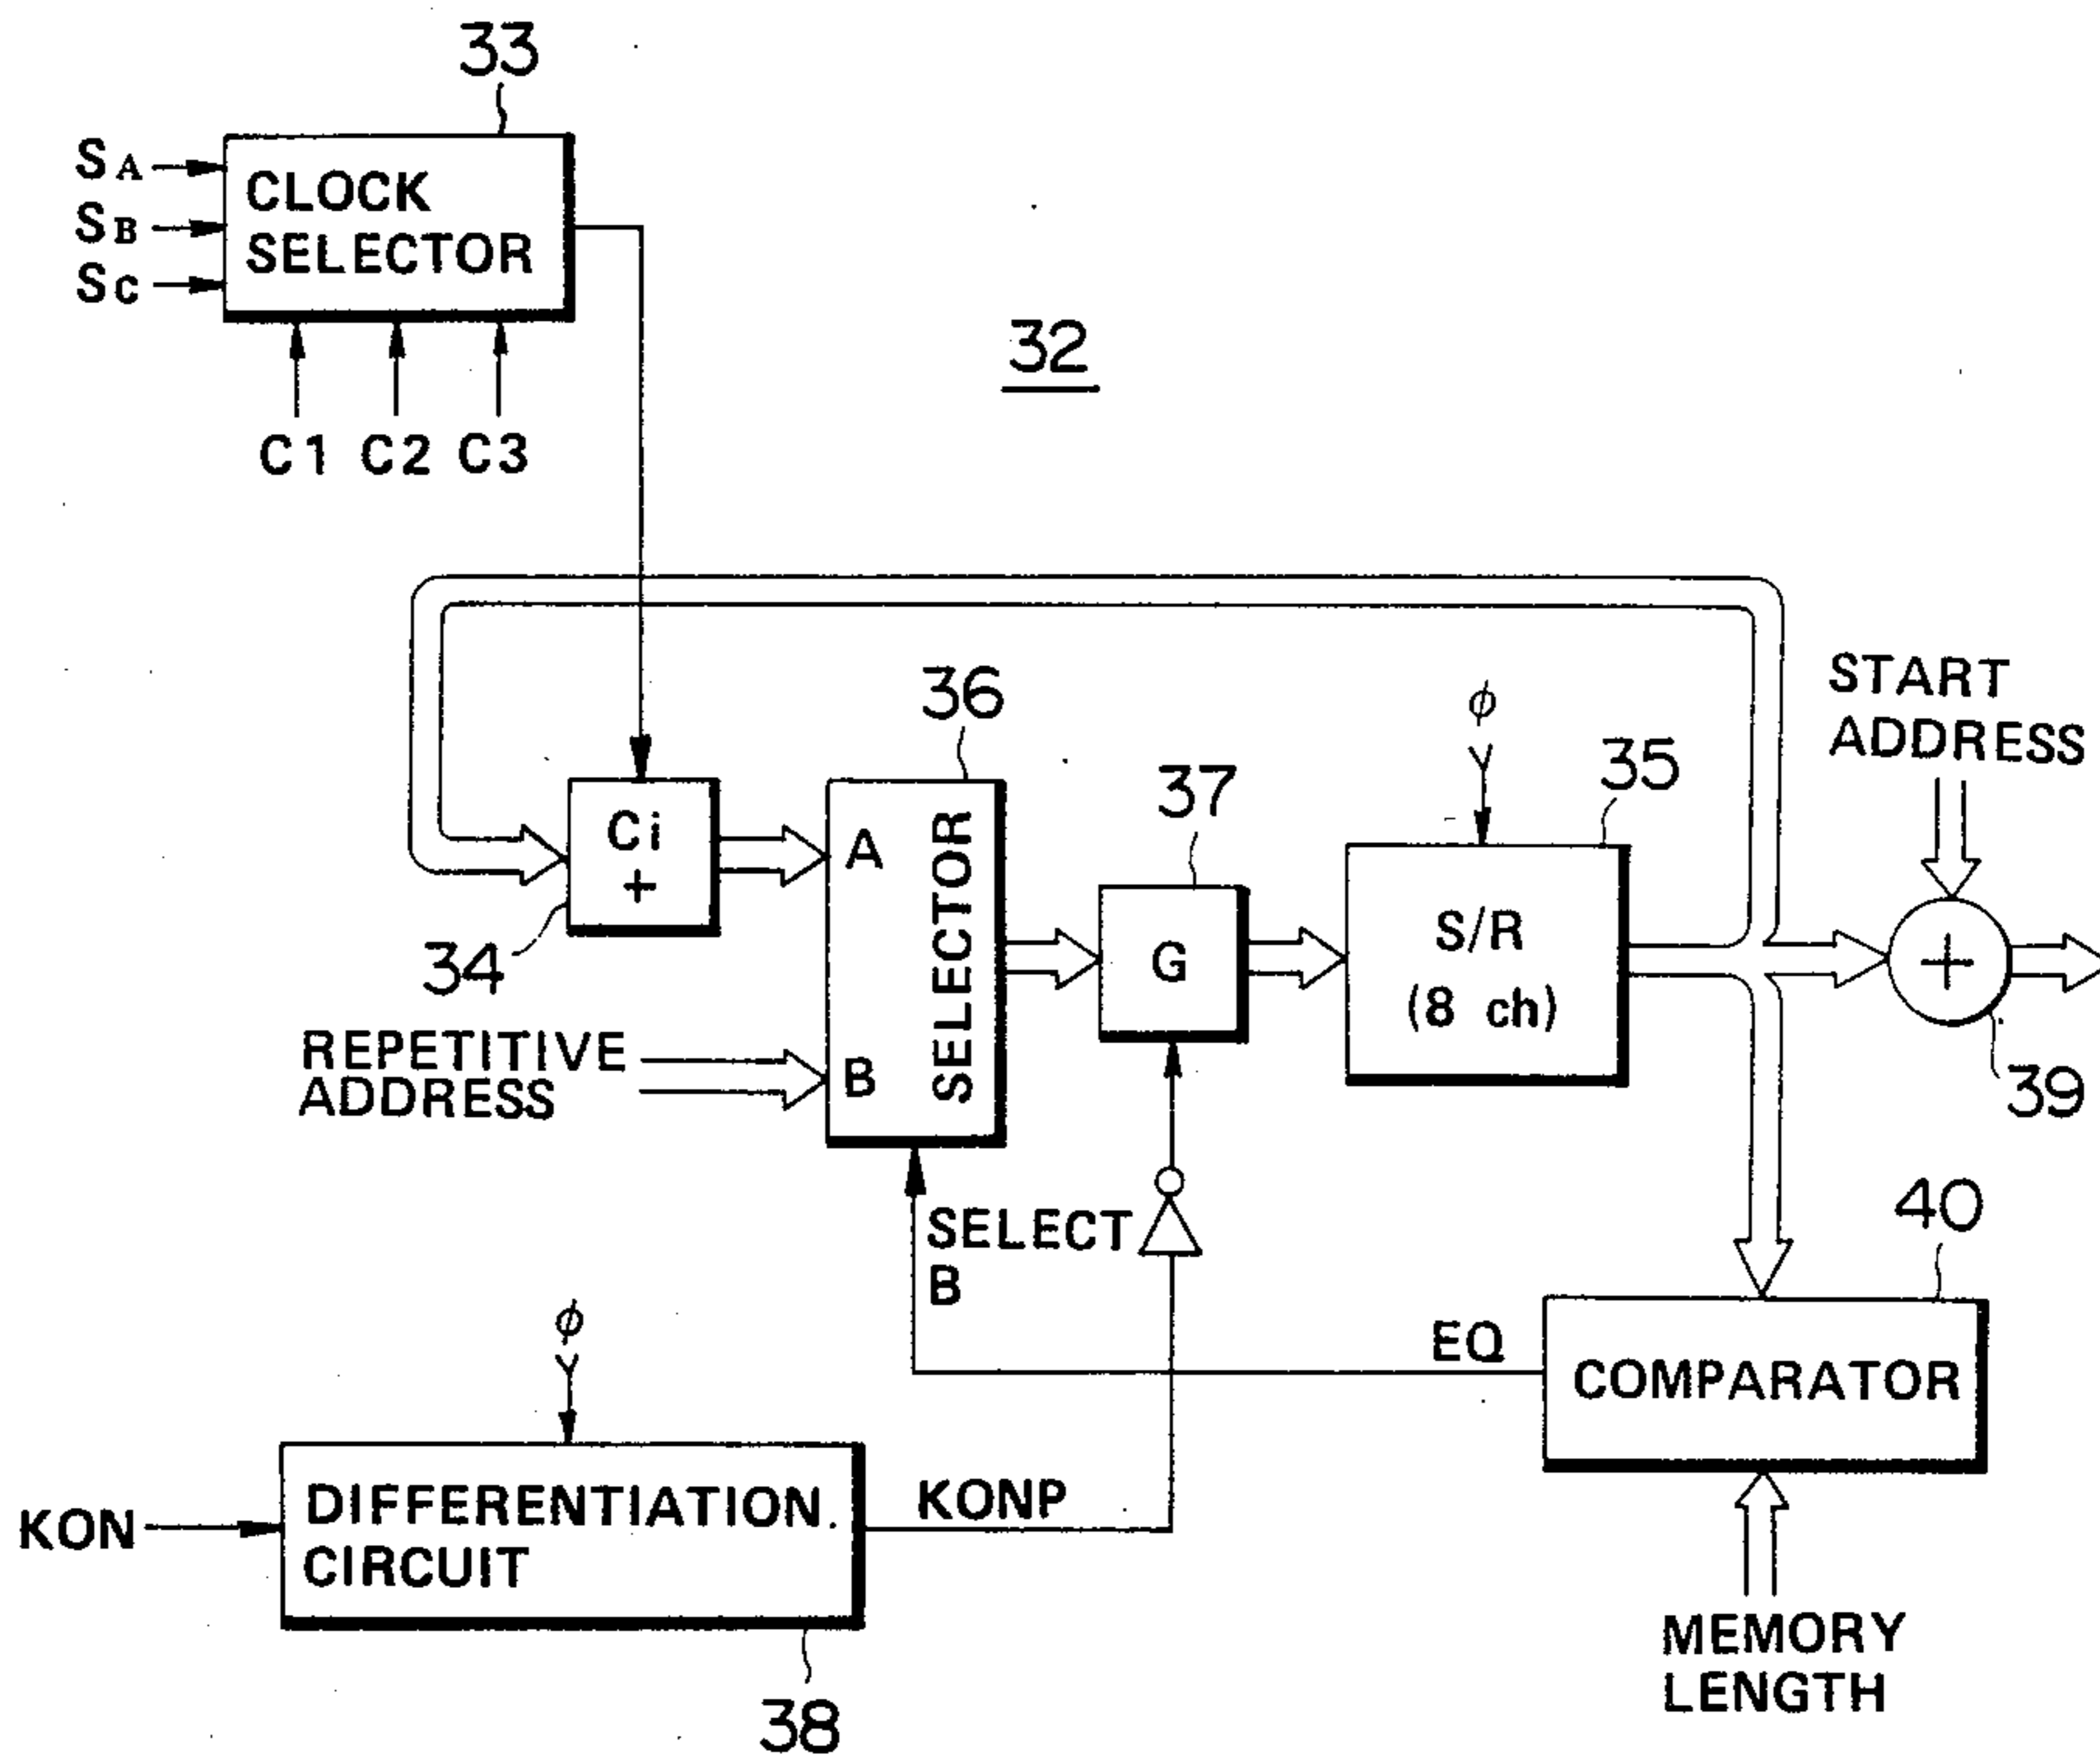 33
SA
SB
SC
CLOCK
SELECTOR
C1 C2 C3
32
START
ADDRESS
36
φ
35
37
Ci
+
34
A
SELECTOR
B
G
S/R
(8 ch)
+
39
REPETITIVE
ADDRESS
SELECT
B
40
EQ
COMPARATOR
φ
KON
DIFFERENTIATION
CIRCUIT
KONP
38
MEMORY
LENGTH